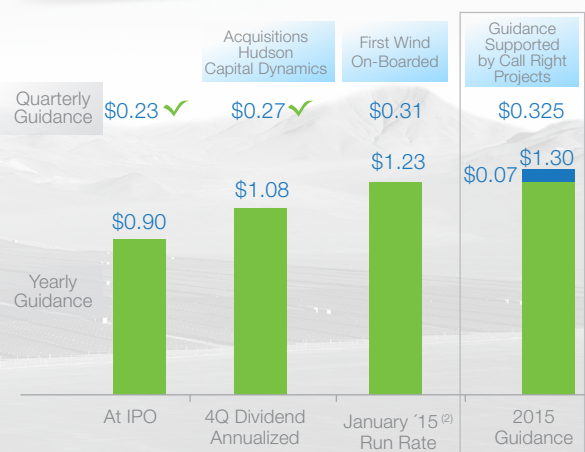 Acquisitions
Hudson
Capital Dynamics
First Wind
On-Boarded
Guidance
Supported
by Call Right
Projects
Quarterly
Guidance
$0.23 $0.27 $0.31 $0.325
$0.90
$1.08
$1.23
$0.07
$1.30
Yearly
Guidance
At IPO
4Q Dividend
Annualized
January ´15 (2)
Run Rate
2015
Guidance